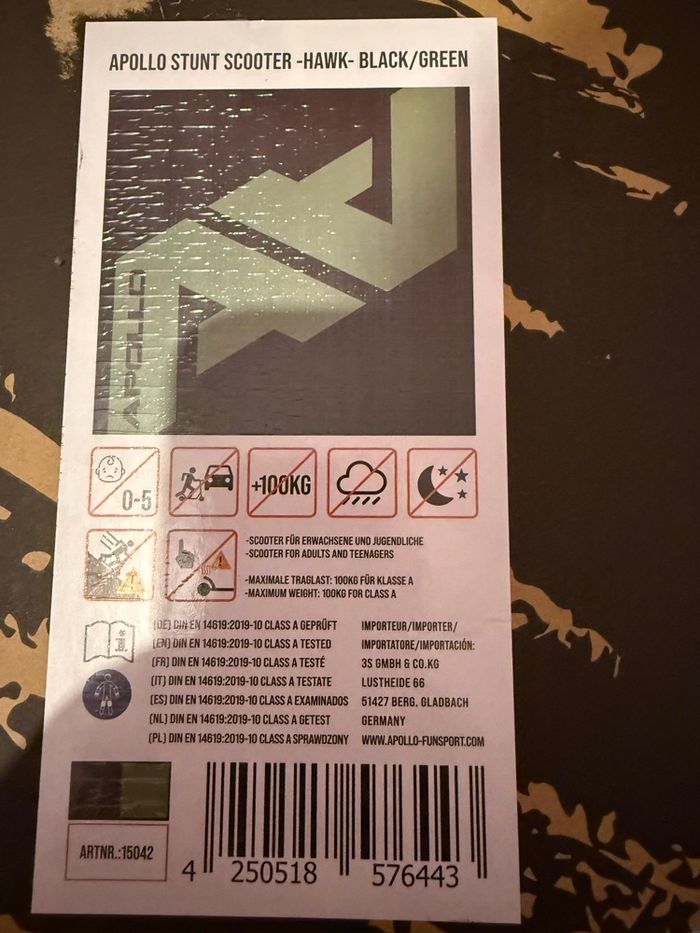 APOLLO STUNT SCOOTER -HAWK- BLACK/GREEN
APOLLO
0-5
+100KG
-SCOOTER FÜR ERWACHSENE UND JUGENDLICHE
-SCOOTER FOR ADULTS AND TEENAGERS
-MAXIMALE TRAGLAST: 100KG FÜR KLASSE A
-MAXIMUM WEIGHT: 100KG FOR CLASS A
(DE) DIN EN 14619:2019-10 CLASS A GEPRÜFT
(EN) DIN EN 14619:2019-10 CLASS A TESTED
(FR) DIN EN 14619:2019-10 CLASS A TESTÉ
(IT) DIN EN 14619:2019-10 CLASS A TESTATE
(ES) DIN EN 14619:2019-10 CLASS A EXAMINADOS
(NL) DIN EN 14619:2019-10 CLASS A GETEST
(PL) DIN EN 14619:2019-10 CLASS A SPRAWDZONY
IMPORTEUR/IMPORTER/
IMPORTATORE/IMPORTACIÓN:
3S GMBH & CO.KG
LUSTHEIDE 66
51427 BERG. GLADBACH
GERMANY
WWW.APOLLO-FUNSPORT.COM
ARTNR.:15042
4 250518 576443